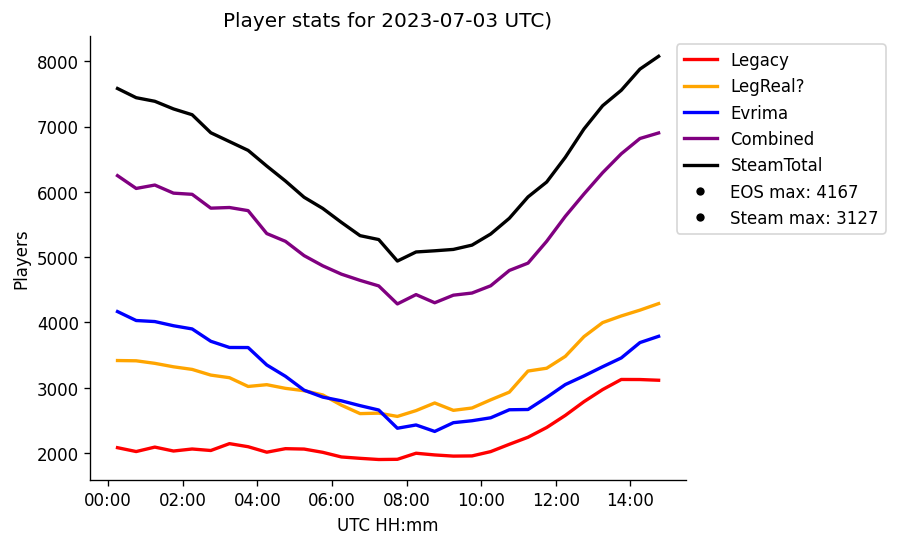 Player stats for 2023-07-03 UTC)
8000
7000
6000
5000
4000
3000
2000
Players
00:00 02:00 04:00 06:00 08:00 10:00 12:00 14:00
UTC HH:mm
Legacy
LegReal?
Evrima
Combined
SteamTotal
EOS max: 4167
Steam max: 3127